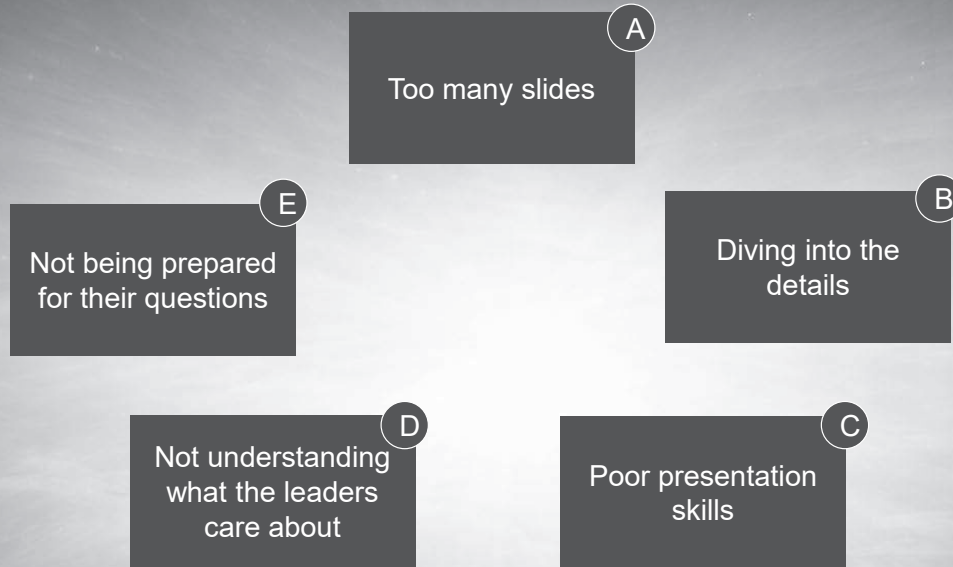 A
Too many slides
B
Diving into the
details
C
Poor presentation
skills
D
Not understanding
what the leaders
care about
E
Not being prepared
for their questions